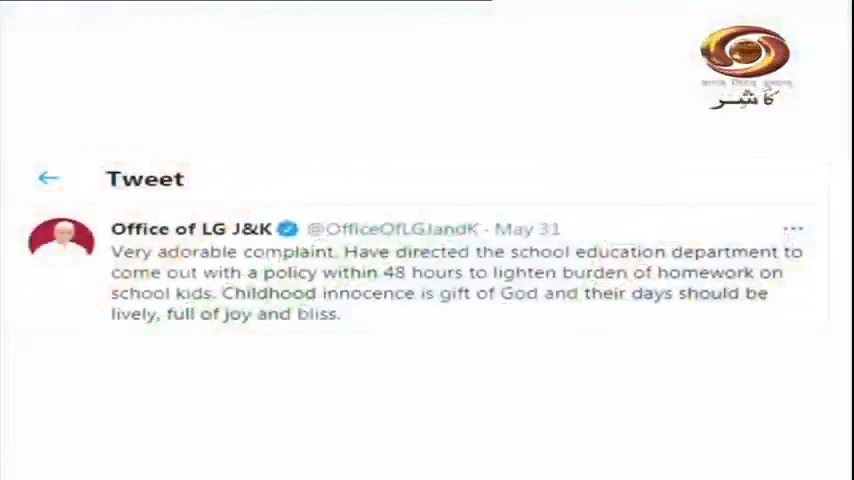 کٲشُر
Tweet
Office of LG J&K @OfficeOfLGJandK · May 31
Very adorable complaint. Have directed the school education department to
come out with a policy within 48 hours to lighten burden of homework on
school kids. Childhood innocence is gift of God and their days should be
lively, full of joy and bliss.